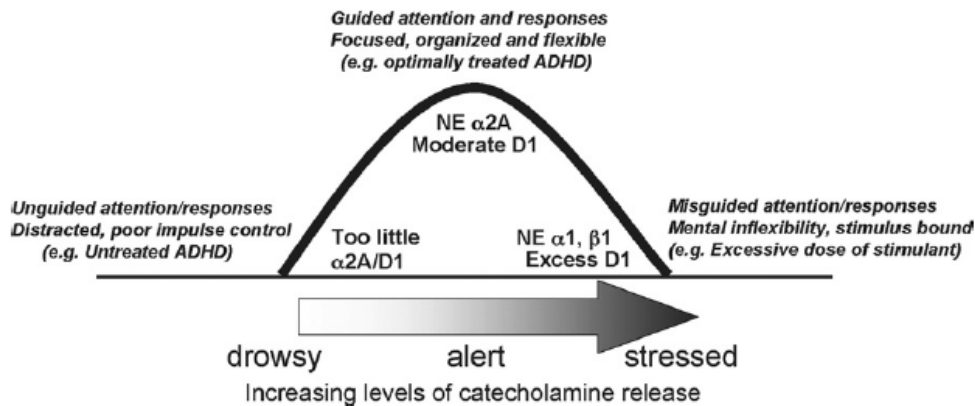 Guided attention and responses
Focused, organized and flexible
(e.g. optimally treated ADHD)
NE α2A
Moderate D1
Unguided attention/responses
Distracted, poor impulse control
(e.g. Untreated ADHD)
Too little
α2A/D1
NE α1, β1
Excess D1
Misguided attention/responses
Mental inflexibility, stimulus bound
(e.g. Excessive dose of stimulant)
drowsy alert stressed
Increasing levels of catecholamine release